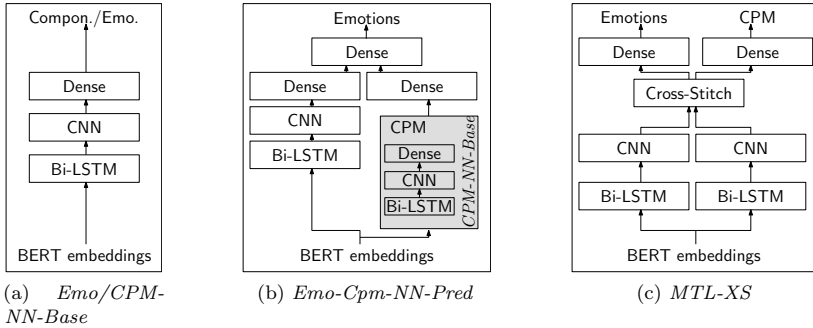 Compon./Emo.
Dense
CNN
Bi-LSTM
BERT embeddings
(a) Emo/CPM-
NN-Base
Emotions
Dense
Dense
Dense
CNN
Bi-LSTM
CPM
Dense
CNN
Bi-LSTM
CPM-NN-Base
BERT embeddings
(b) Emo-Cpm-NN-Pred
Emotions
CPM
Dense
Dense
Cross-Stitch
CNN
CNN
Bi-LSTM
Bi-LSTM
BERT embeddings
(c) MTL-XS